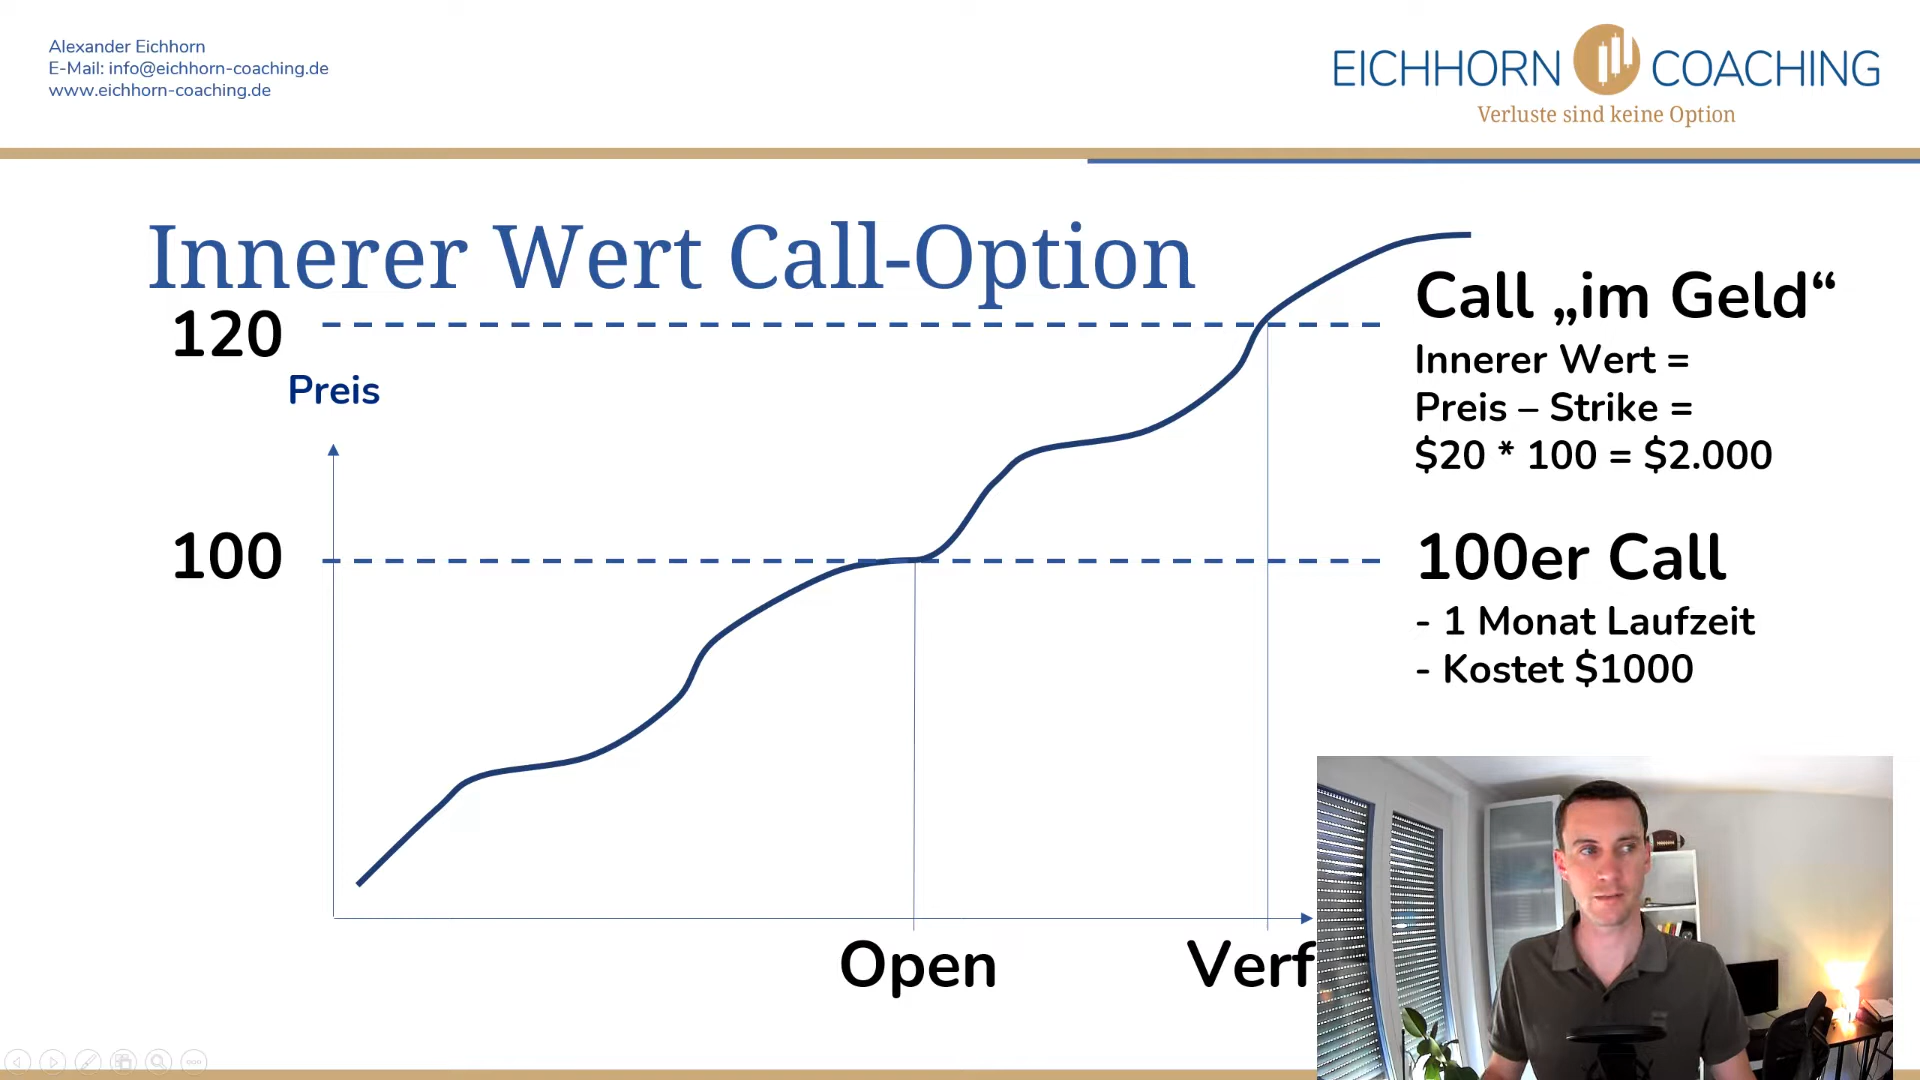 Alexander Eichhorn
E-Mail: info@eichhorn-coaching.de
www.eichhorn-coaching.de
EICHHORN COACHING
Verluste sind keine Option
Innerer Wert Call-Option
120
Preis
100
Call „im Geld“
Innerer Wert =
Preis – Strike =
$20 * 100 = $2.000
100er Call
- 1 Monat Laufzeit
- Kostet $1000
Open
Verf